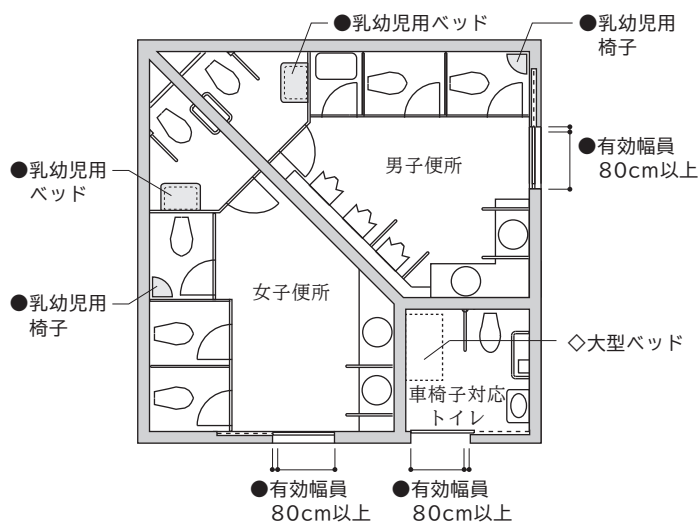 ●乳幼児用ベッド
●乳幼児用
椅子
●有効幅員
80cm以上
男子便所
●乳幼児用
ベッド
女子便所
●乳幼児用
椅子
◇大型ベッド
車椅子対応
トイレ
●有効幅員
80cm以上
●有効幅員
80cm以上